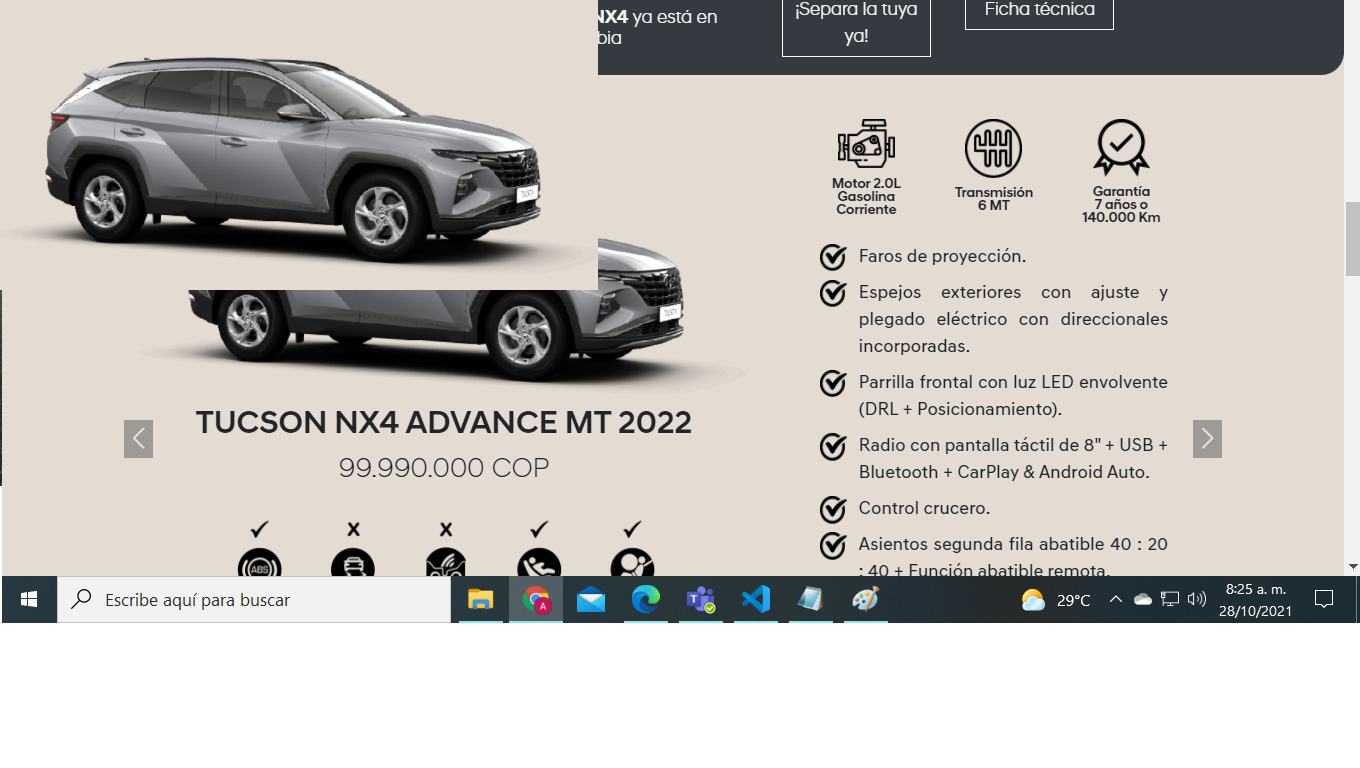 NX4 ya está en
bia
¡Separa la tuya
ya!
Ficha técnica
Motor 2.0L
Gasolina
Corriente
Transmisión
6 MT
Garantía
7 años o
140.000 Km
Faros de proyección.
Espejos exteriores con ajuste y
plegado eléctrico con direccionales
incorporadas.
Parrilla frontal con luz LED envolvente
(DRL + Posicionamiento).
Radio con pantalla táctil de 8" + USB +
Bluetooth + CarPlay & Android Auto.
Control crucero.
Asientos segunda fila abatible 40 : 20
: 40 + Función abatible remota.
TUCSON
TUCSON
TUCSON NX4 ADVANCE MT 2022
99.990.000 COP
ABS
Escribe aquí para buscar
A
29°C
8:25 a. m.
28/10/2021